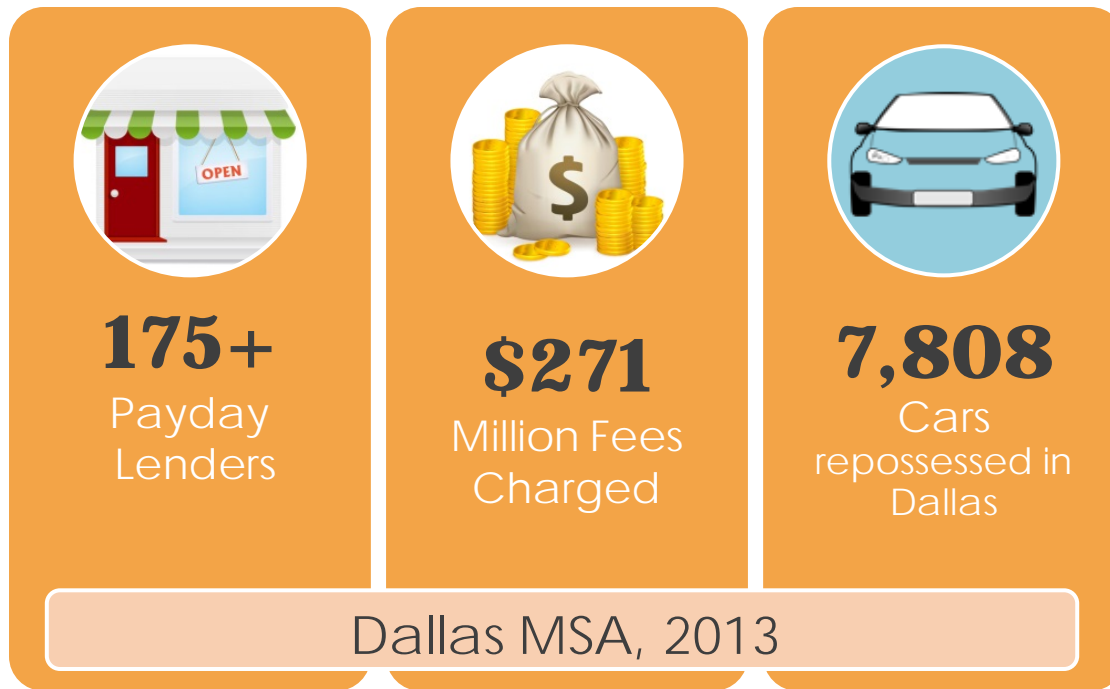 OPEN
175+
Payday
Lenders
$
$271
Million Fees
Charged
7,808
Cars
repossessed in
Dallas
Dallas MSA, 2013